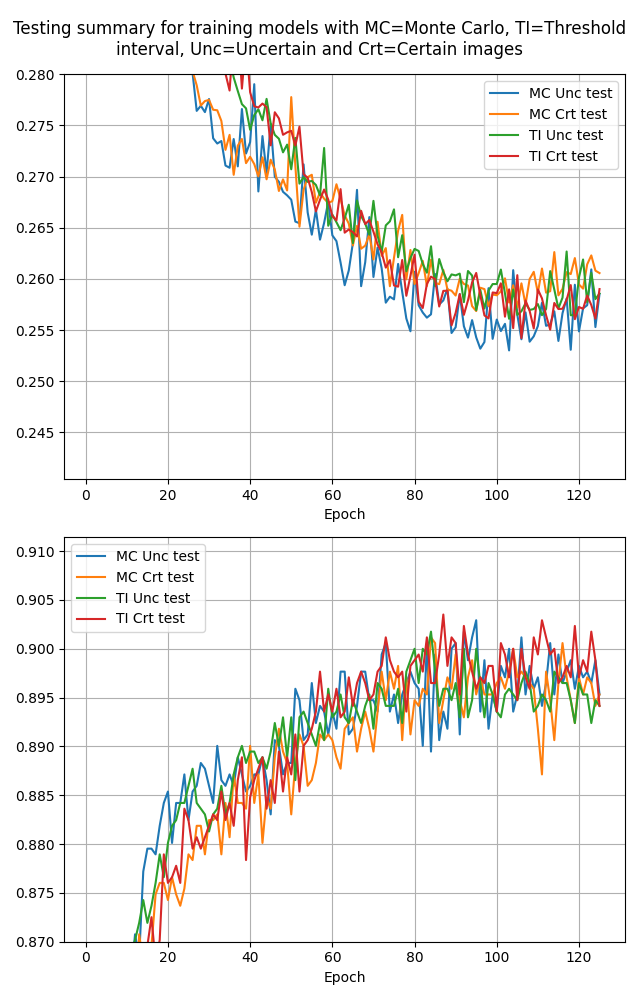 Testing summary for training models with MC=Monte Carlo, TI=Threshold
interval, Unc=Uncertain and Crt=Certain images
0.280
0.275
0.270
0.265
0.260
0.255
0.250
0.245
MC Unc test
MC Crt test
TI Unc test
TI Crt test
0 20 40 60 80 100 120
Epoch
0.910
0.905
0.900
0.895
0.890
0.885
0.880
0.875
0.870
MC Unc test
MC Crt test
TI Unc test
TI Crt test
0 20 40 60 80 100 120
Epoch